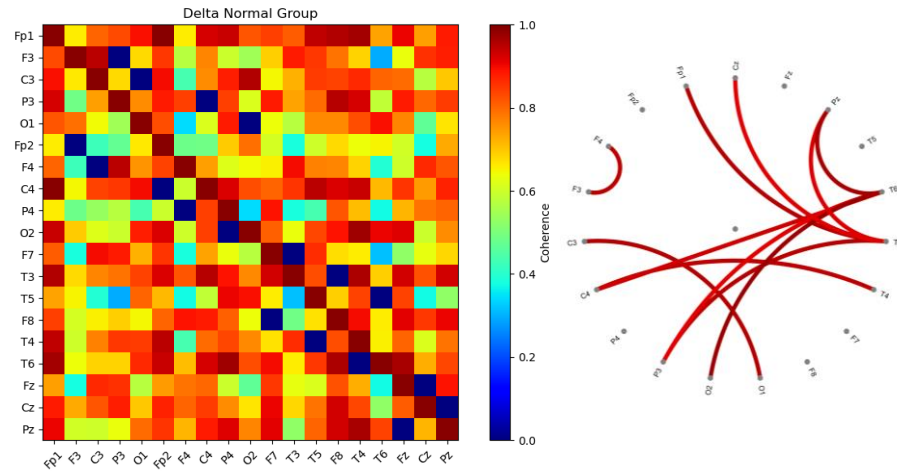 Delta Normal Group
Fp1
F3
C3
P3
O1
Fp2
F4
C4
P4
O2
F7
T3
T5
F8
T4
T6
Fz
Cz
Pz
Fp1 F3 C3 P3 O1 Fp2 F4 C4 P4 O2 F7 T3 T5 F8 T4 T6 Fz Cz Pz
1.0
0.8
0.6
0.4
0.2
0.0
Coherence
Fz
Cz
Fp1
Fp2
F4
F3
C3
C4
P4
P3
O2
O1
F8
F7
T4
T6
T5
Pz